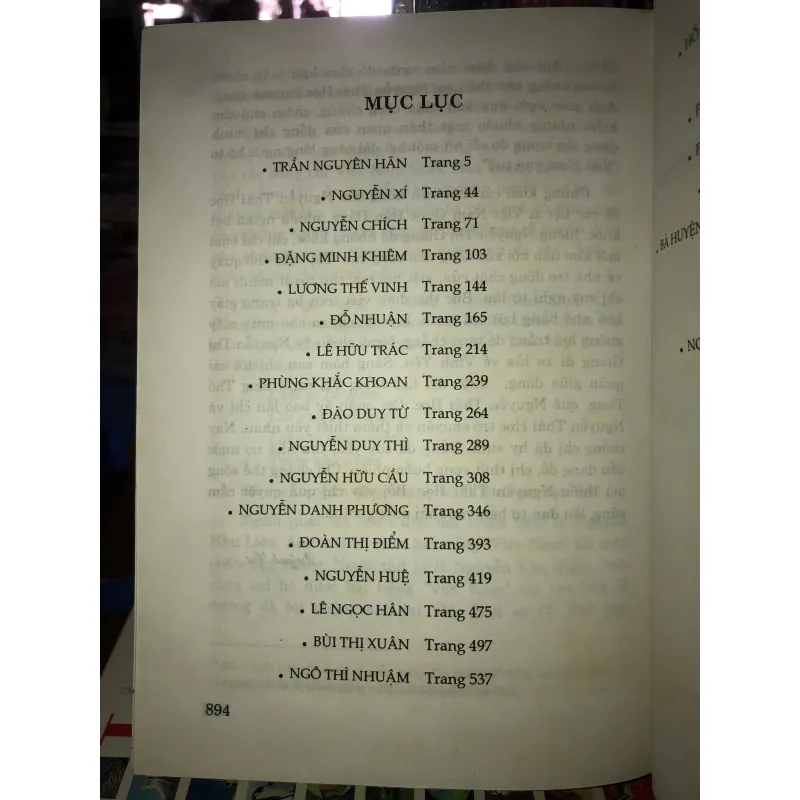 MỤC LỤC
• TRẦN NGUYÊN HÃN Trang 5
• NGUYỄN XÍ Trang 44
• NGUYỄN CHÍCH Trang 71
• ĐẶNG MINH KHIÊM Trang 103
• LƯƠNG THẾ VINH Trang 144
• ĐỖ NHUẬN Trang 165
• LÊ HỮU TRÁC Trang 214
• PHÙNG KHẮC KHOAN Trang 239
• ĐÀO DUY TỪ Trang 264
• NGUYỄN DUY THÌ Trang 289
• NGUYỄN HỮU CẦU Trang 308
• NGUYỄN DANH PHƯƠNG Trang 346
• ĐOÀN THỊ ĐIỂM Trang 393
• NGUYỄN HUỆ Trang 419
• LÊ NGỌC HÂN Trang 475
• BÙI THỊ XUÂN Trang 497
• NGÔ THÌ NHUẬM Trang 537
894
• BÀ HUYỆN